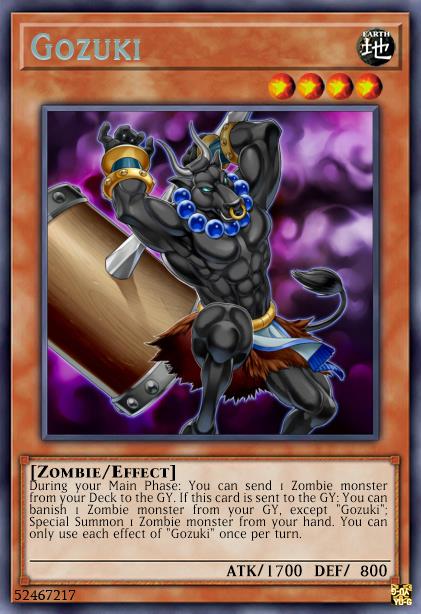 Gozuki
EARTH
地
[Zombie/Effect]
During your Main Phase: You can send 1 Zombie monster
from your Deck to the GY. If this card is sent to the GY: You can
banish 1 Zombie monster from your GY, except "Gozuki";
Special Summon 1 Zombie monster from your hand. You can
only use each effect of "Gozuki" once per turn.
ATK/1700 DEF/ 800
52467217